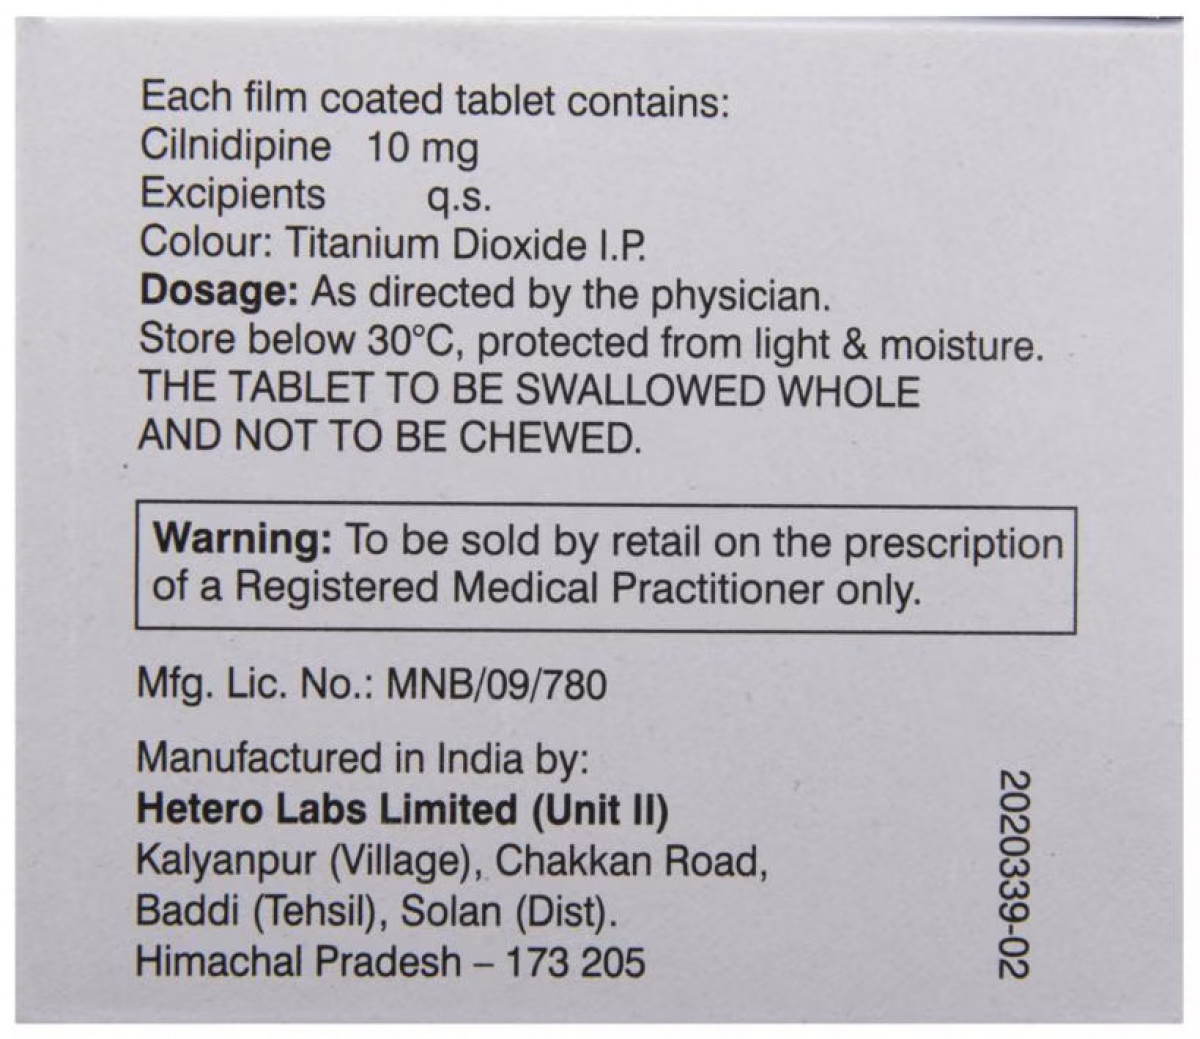 Each film coated tablet contains:
Cilnidipine 10 mg
Excipients q.s.
Colour: Titanium Dioxide I.P.
Dosage: As directed by the physician.
Store below 30°C, protected from light & moisture.
THE TABLET TO BE SWALLOWED WHOLE
AND NOT TO BE CHEWED.
Warning: To be sold by retail on the prescription
of a Registered Medical Practitioner only.
Mfg. Lic. No.: MNB/09/780
Manufactured in India by:
Hetero Labs Limited (Unit II)
Kalyanpur (Village), Chakkan Road,
Baddi (Tehsil), Solan (Dist).
Himachal Pradesh – 173 205
2020339-02